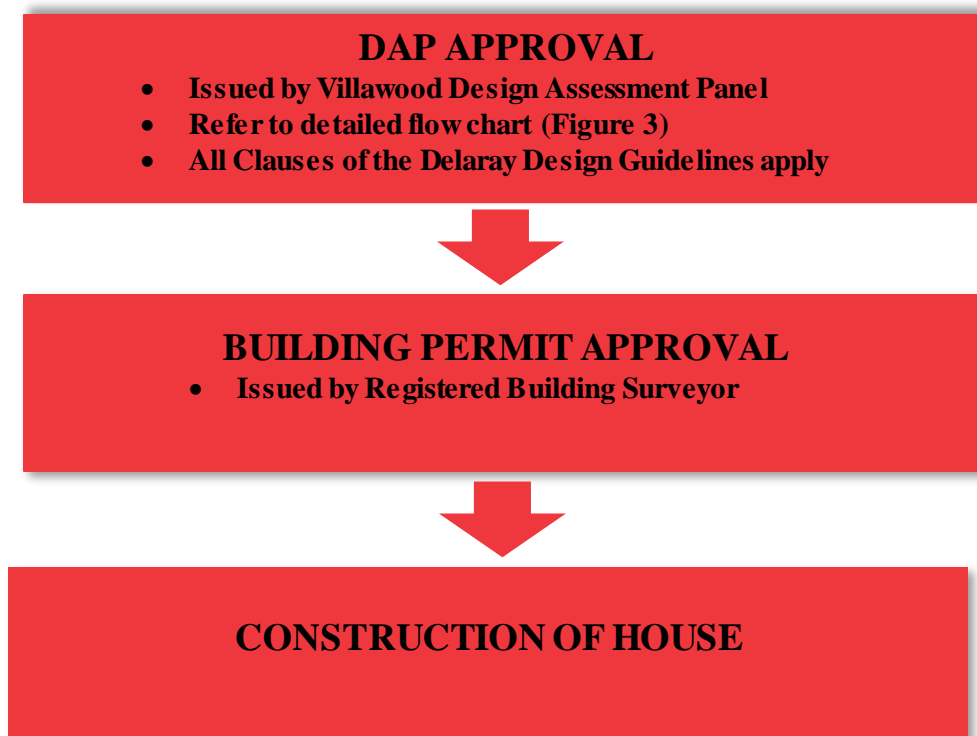 DAP APPROVAL
• Issued by Villawood Design Assessment Panel
• Refer to detailed flow chart (Figure 3)
• All Clauses of the Delaray Design Guidelines apply
BUILDING PERMIT APPROVAL
• Issued by Registered Building Surveyor
CONSTRUCTION OF HOUSE